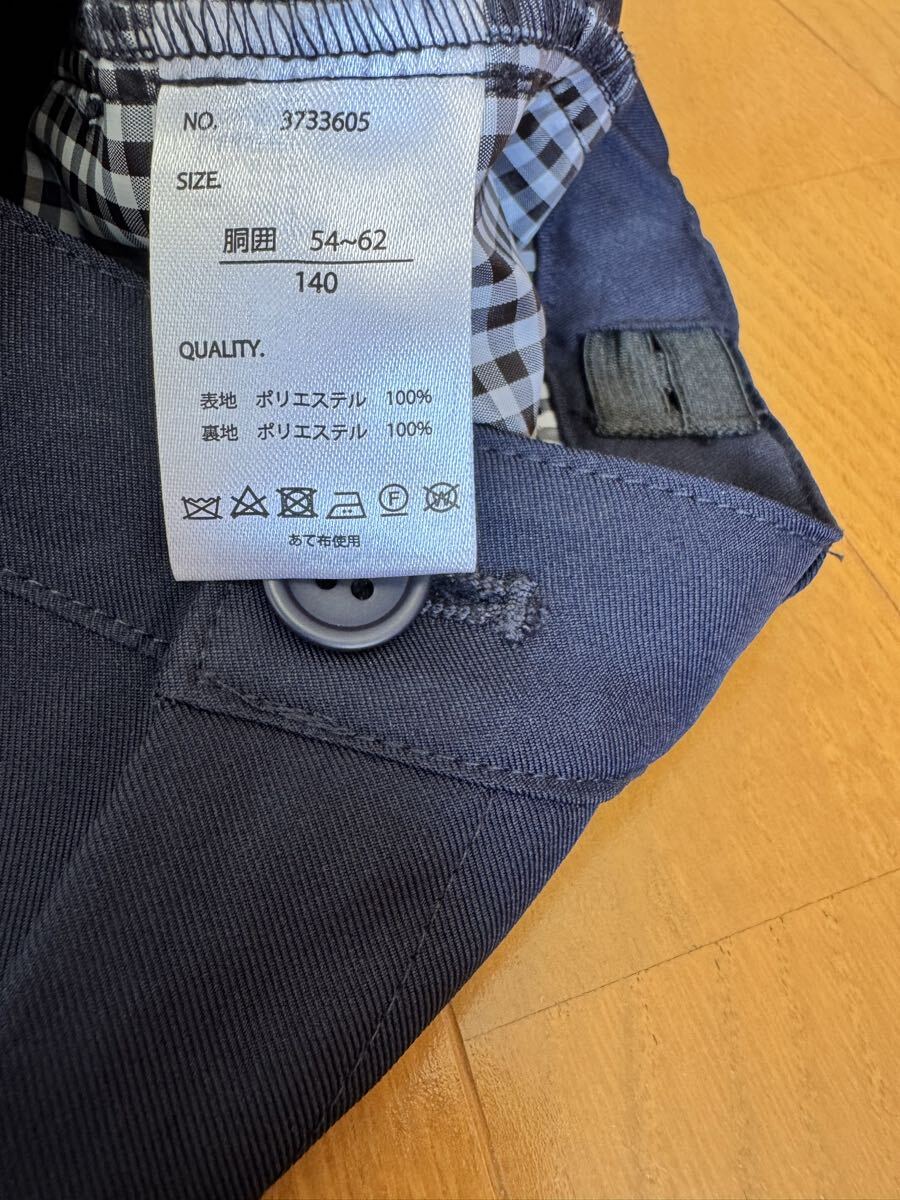 NO. 3733605
SIZE.
胴囲 54~62
140
QUALITY.
表地 ポリエステル 100%
裏地 ポリエステル 100%
F W
あて布使用